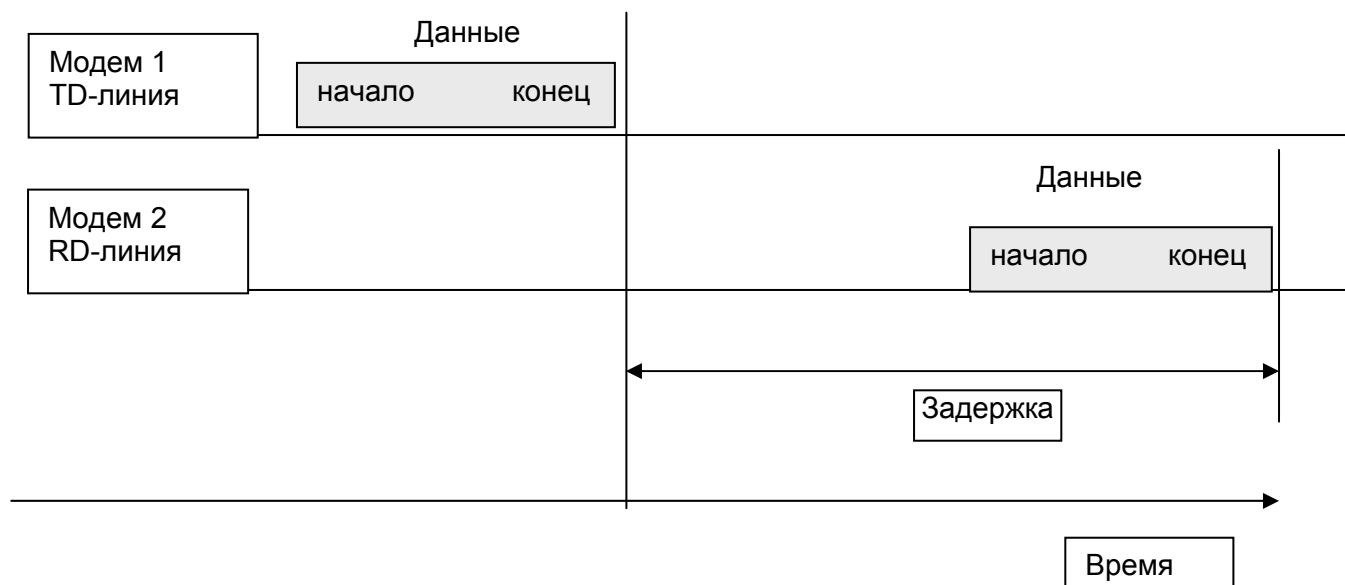 Данные
Модем 1
TD-линия
начало конец
Данные
Модем 2
RD-линия
начало конец
Задержка
Время